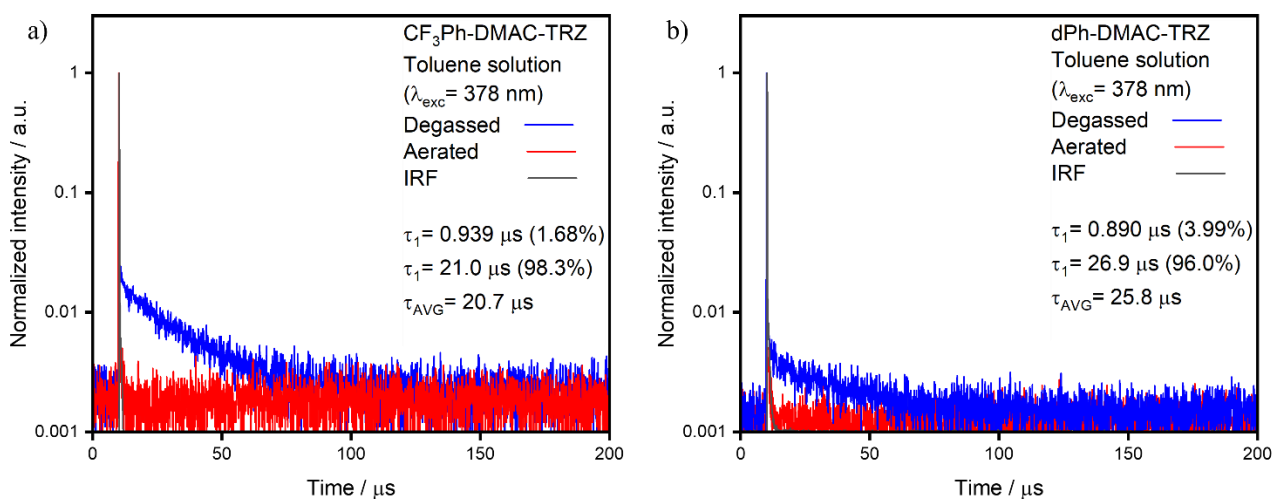 a)
CF₃Ph-DMAC-TRZ
Toluene solution
(λexc= 378 nm)
Degassed
Aerated
IRF
τ₁= 0.939 μs (1.68%)
τ₁= 21.0 μs (98.3%)
τAVG= 20.7 μs
Normalized intensity / a.u.
1
0.1
0.01
0.001
0 50 100 150 200
Time / μs
b)
dPh-DMAC-TRZ
Toluene solution
(λexc= 378 nm)
Degassed
Aerated
IRF
τ₁= 0.890 μs (3.99%)
τ₁= 26.9 μs (96.0%)
τAVG= 25.8 μs
Normalized intensity / a.u.
1
0.1
0.01
0.001
0 50 100 150 200
Time / μs